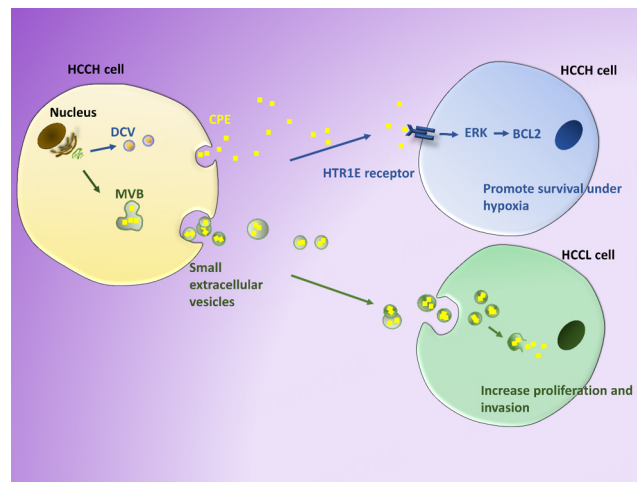 HCCH cell
Nucleus
DCV
MVB
CPE
Small
extracellular
vesicles
HTR1E receptor
HCCH cell
ERK
BCL2
Promote survival under
hypoxia
HCCL cell
Increase proliferation and
invasion